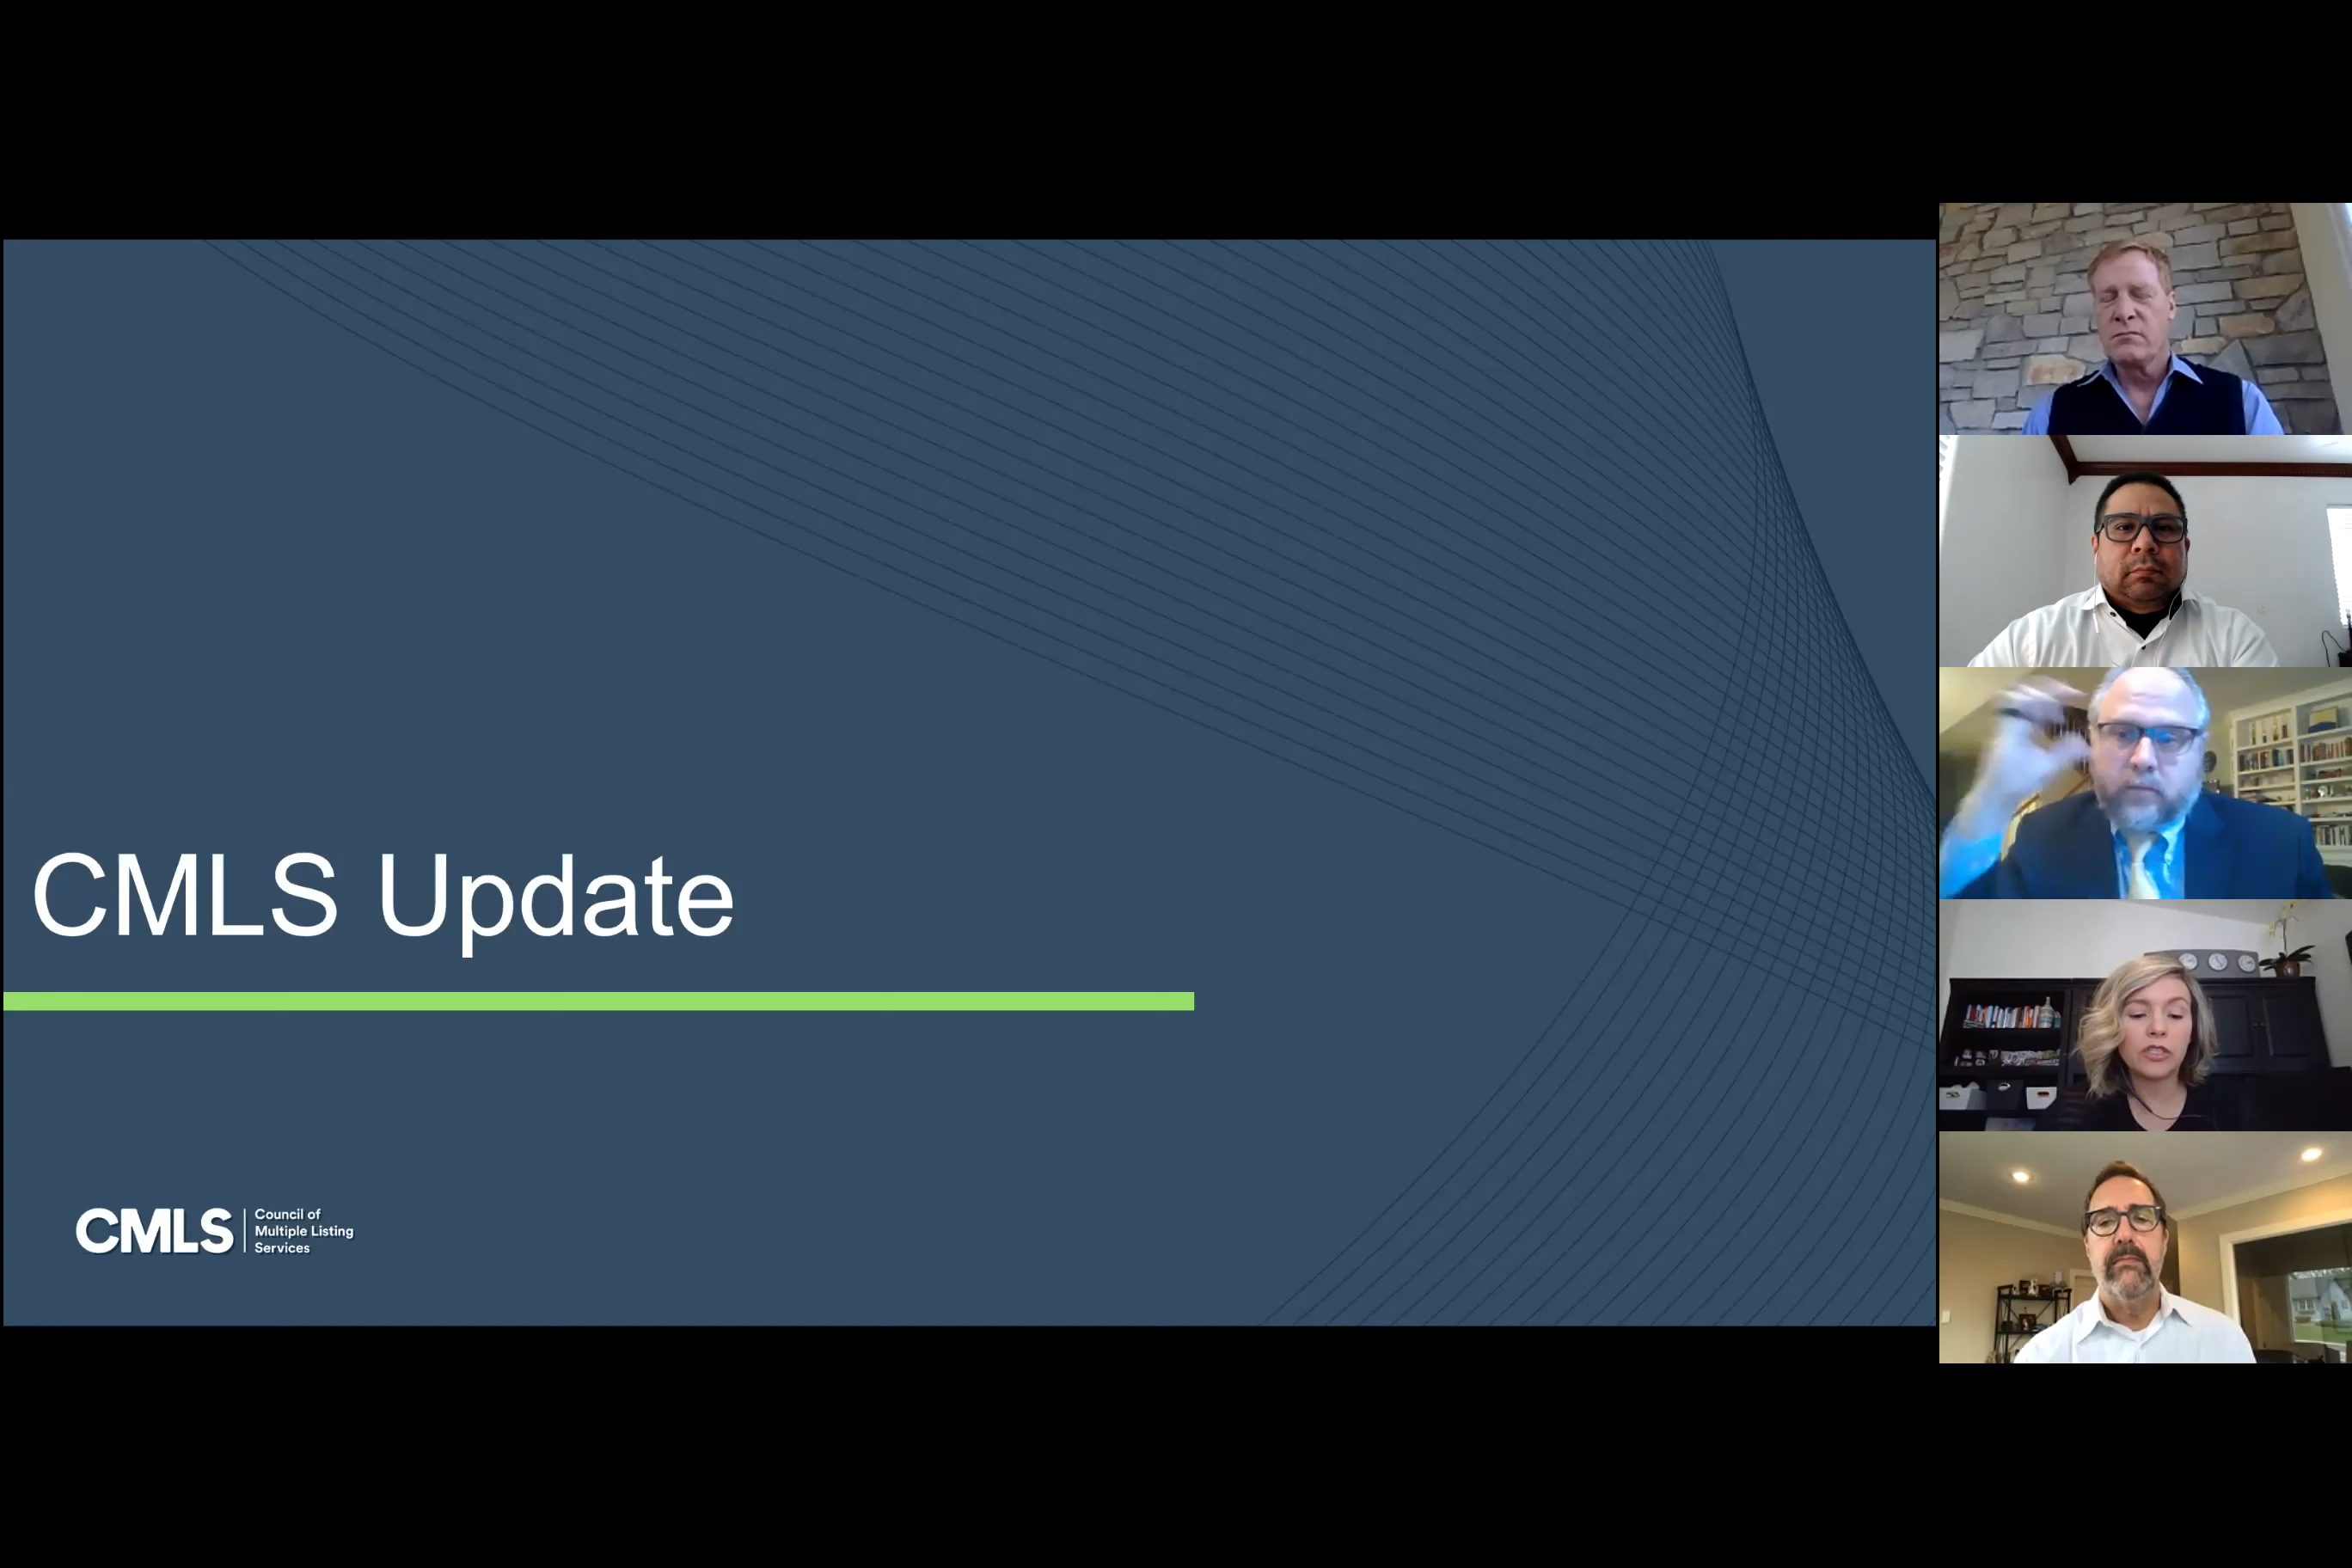 CMLS Update
CMLS
Council of
Multiple Listing
Services